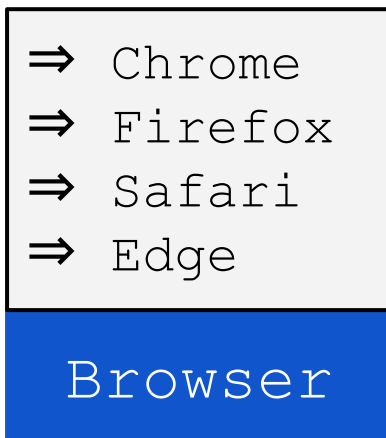 ⇒ Chrome
⇒ Firefox
⇒ Safari
⇒ Edge
Browser